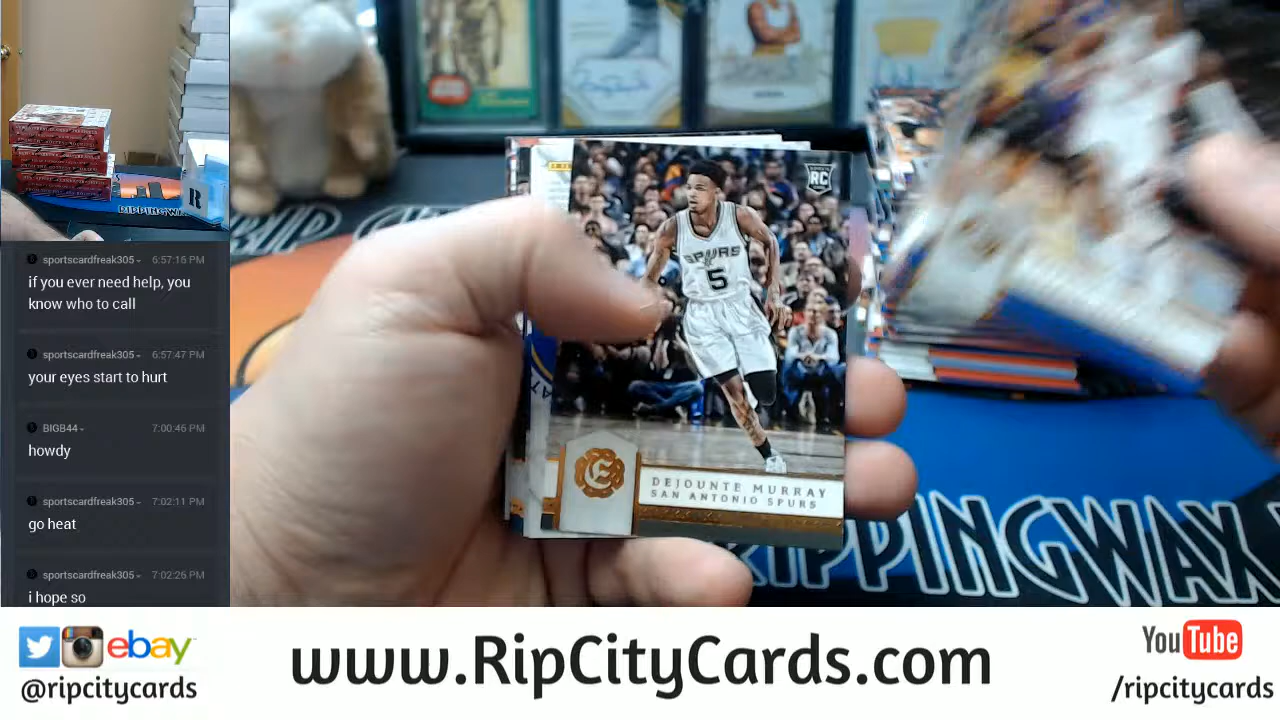 RIPPINGWAX
R
sportscardfreak305 6:57:16 PM
if you ever need help, you
know who to call
sportscardfreak305 6:57:47 PM
your eyes start to hurt
BIGB44 7:00:46 PM
howdy
sportscardfreak305 7:02:11 PM
go heat
sportscardfreak305 7:02:26 PM
i hope so
RIP
RC
SPURS
5
E
DEJOUNTE MURRAY
SAN ANTONIO SPURS
RIPPINGWAX
ebay
@ripcitycards
www.RipCityCards.com
YouTube
/ripcitycards